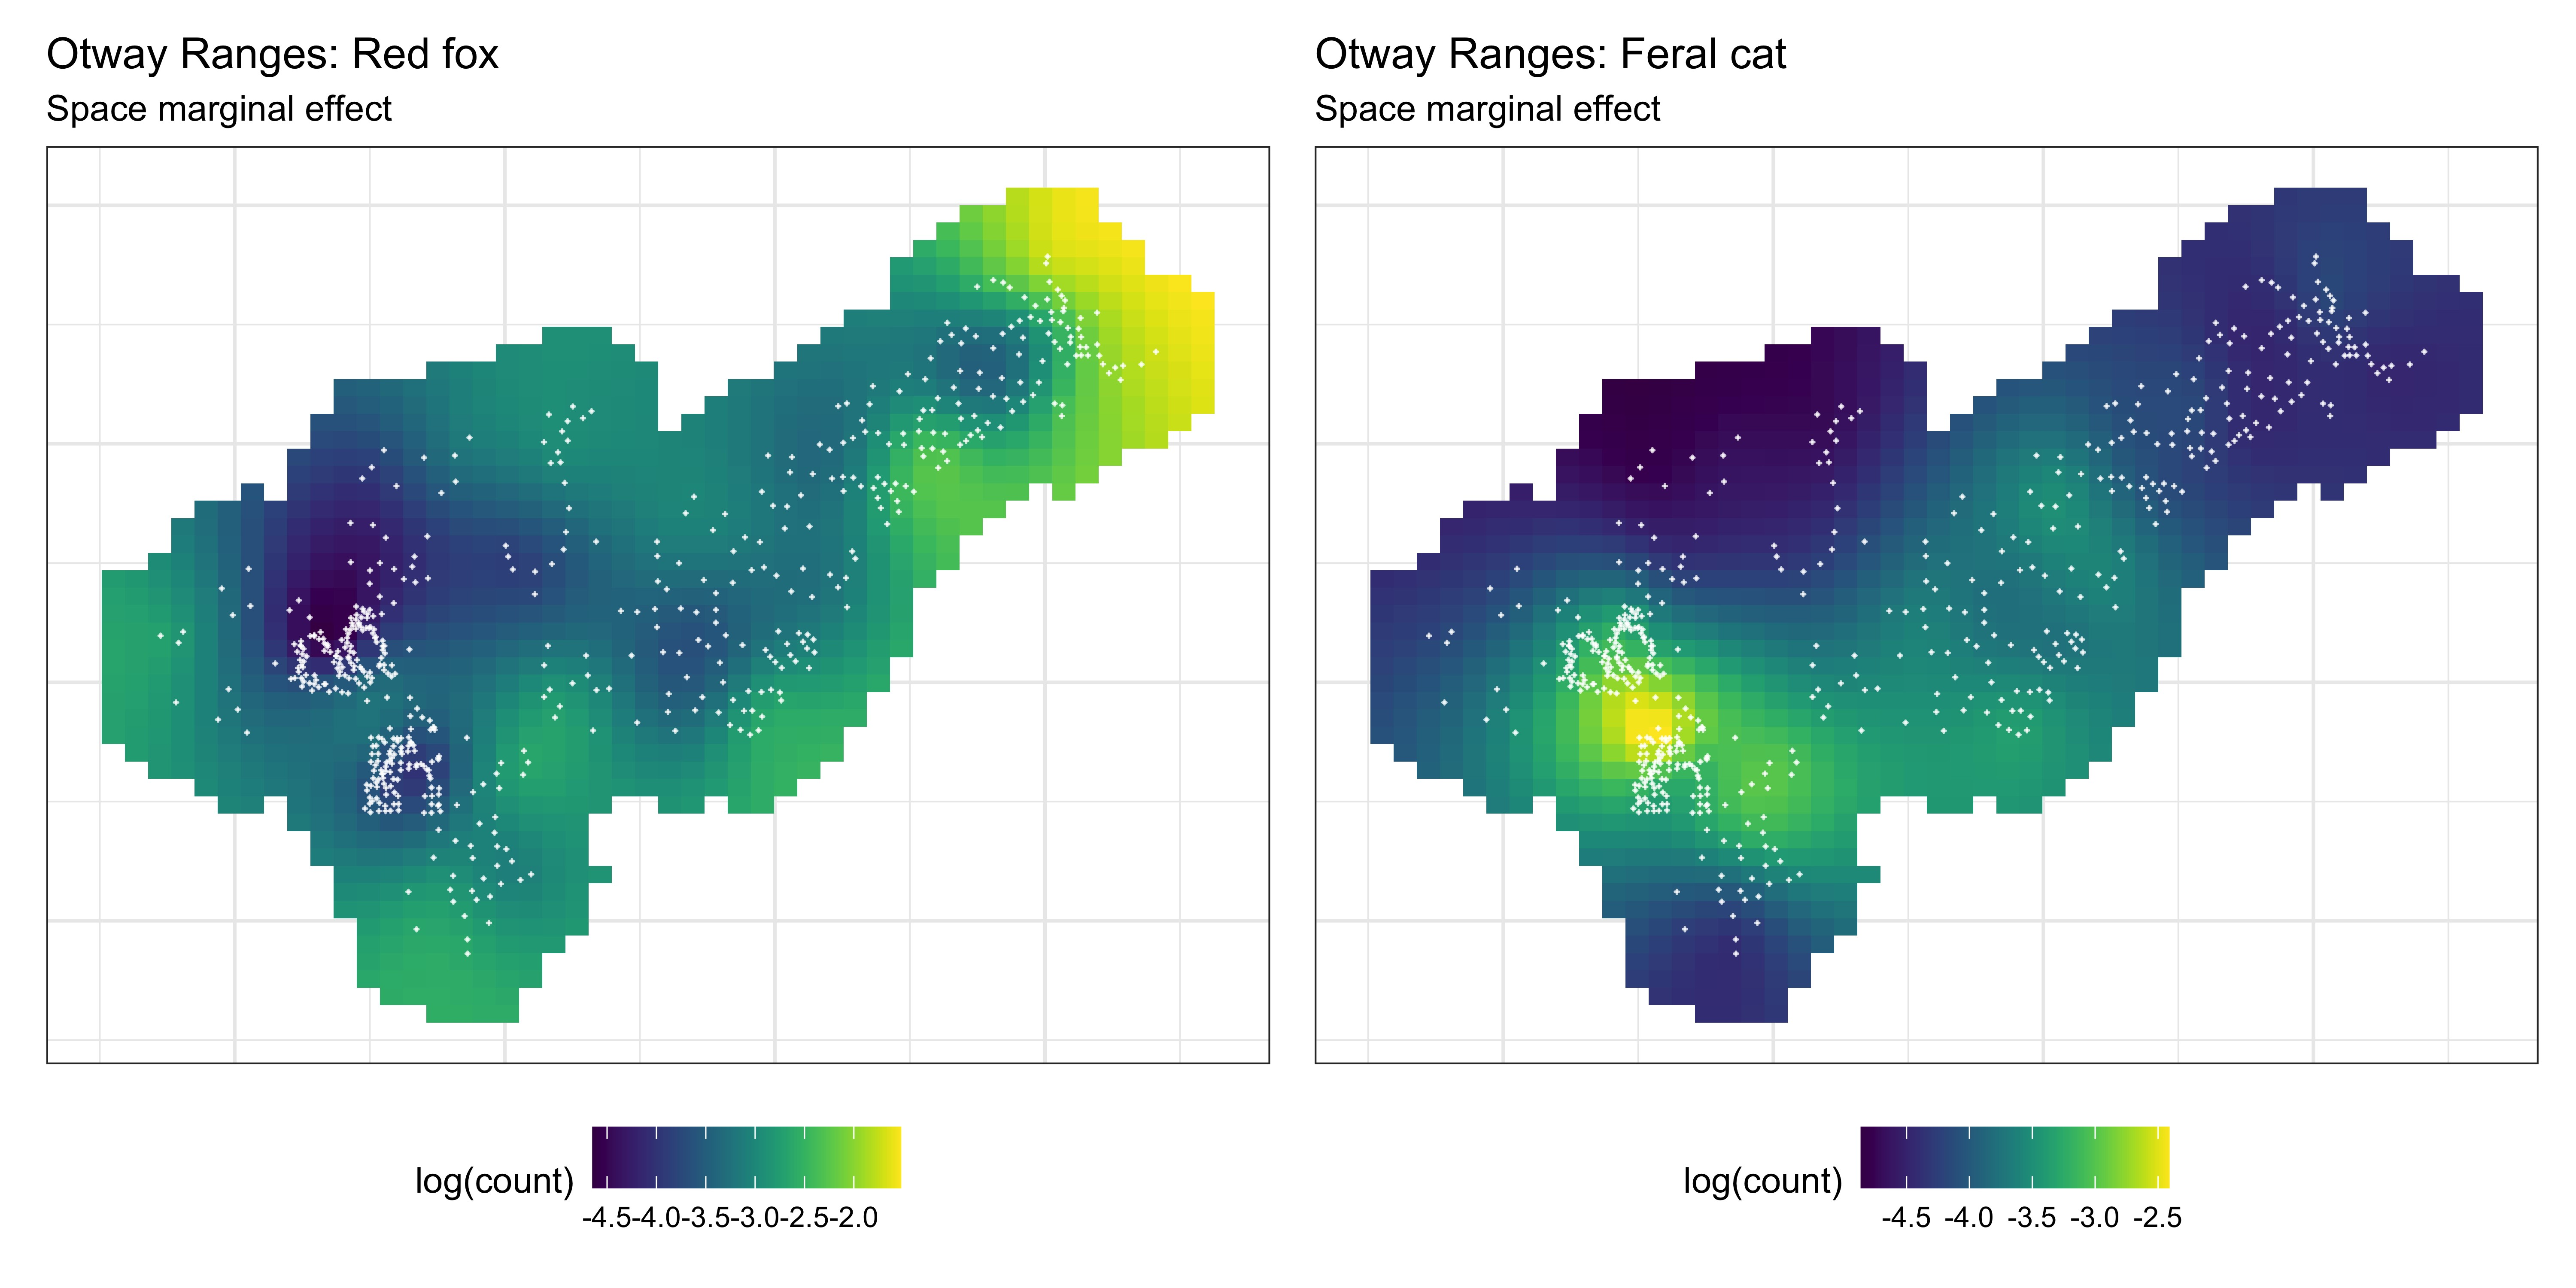 Otway Ranges: Red fox
Space marginal effect
log(count)
-4.5-4.0-3.5-3.0-2.5-2.0
Otway Ranges: Feral cat
Space marginal effect
log(count)
-4.5 -4.0 -3.5 -3.0 -2.5